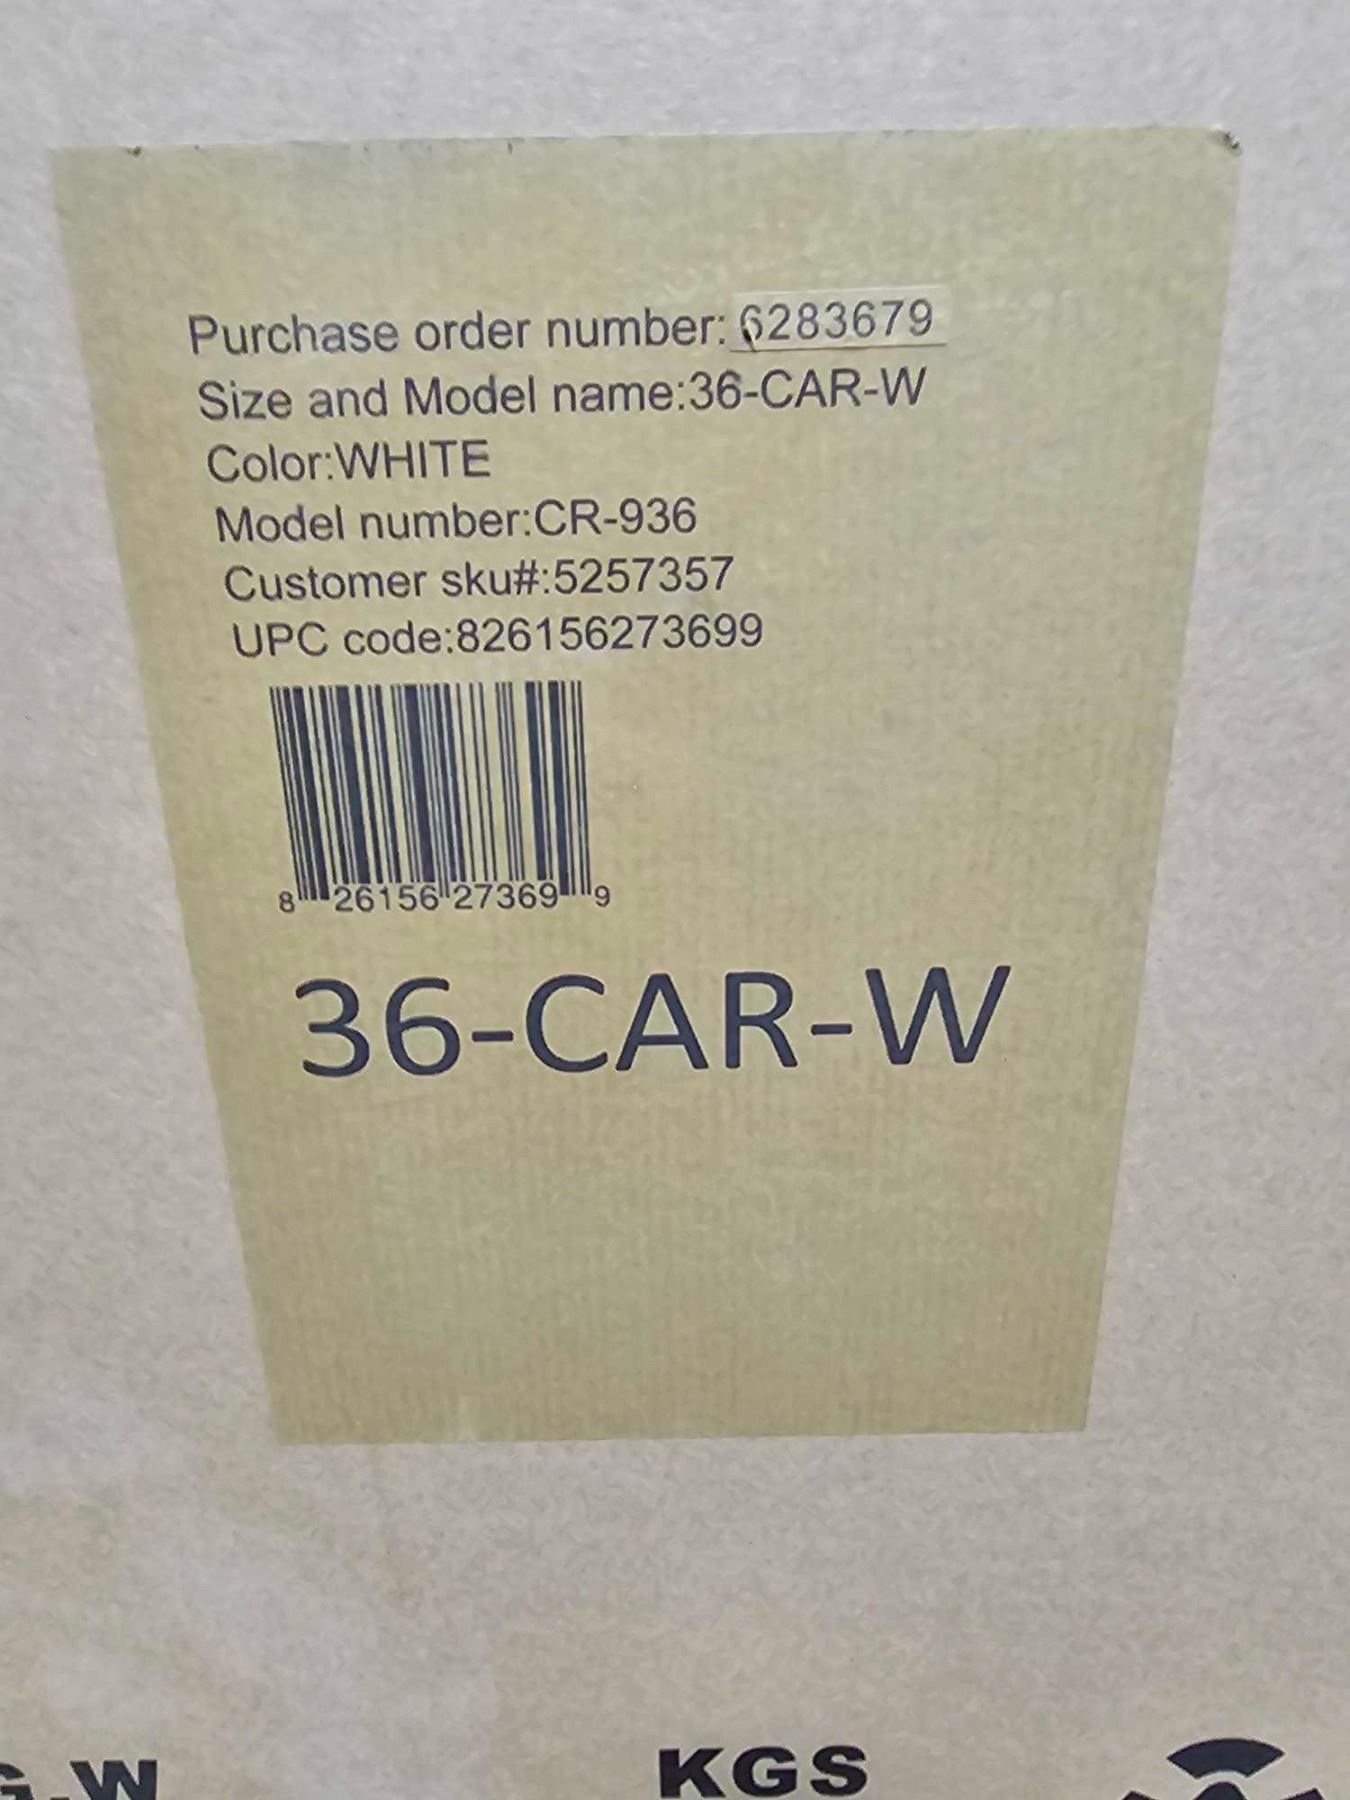 Purchase order number: 6283679
Size and Model name:36-CAR-W
Color:WHITE
Model number:CR-936
Customer sku#:5257357
UPC code:826156273699
8 26156 27369 9
36-CAR-W
G.W KGS